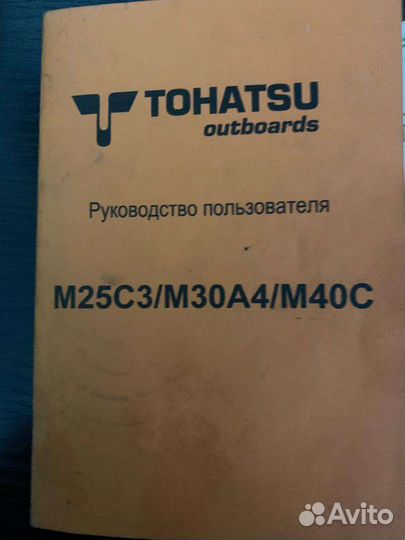 TOHATSU
outboards
Руководство пользователя
M25C3/M30A4/M40C
Avito